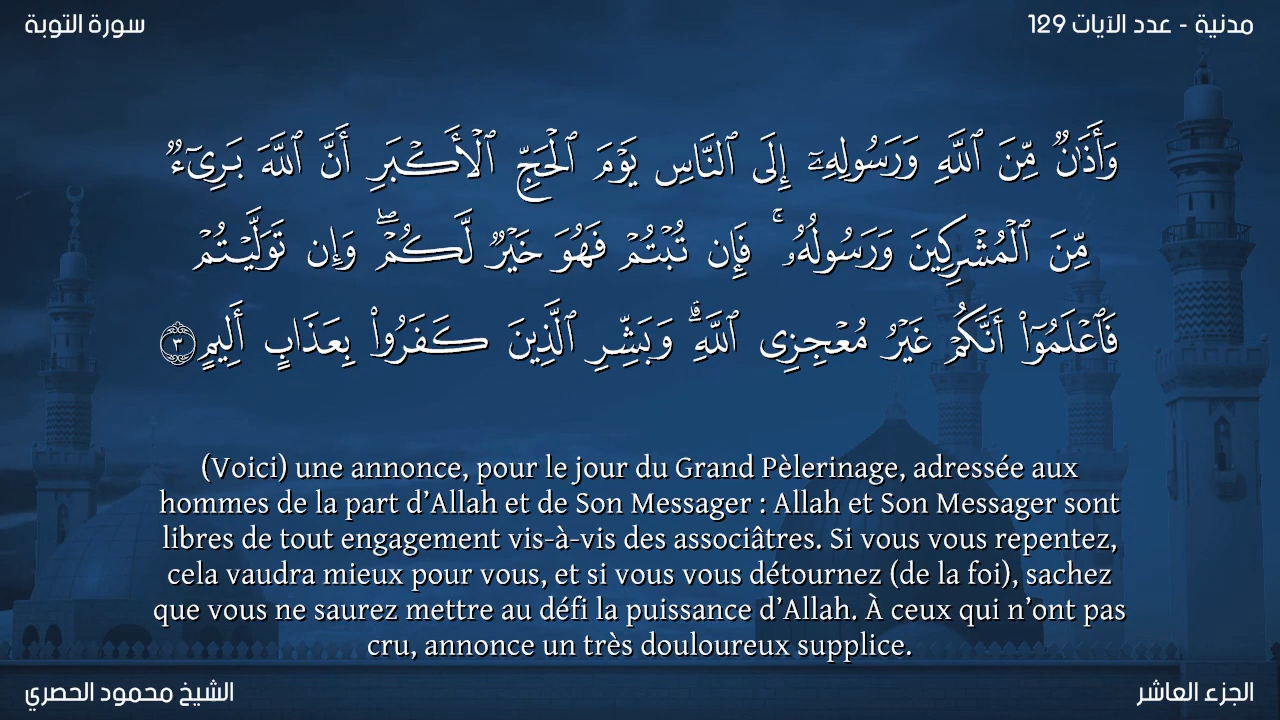 مدنية - عدد الآيات 129
سورة التوبة
وَأَذَٰنٌ مِّنَ ٱللَّهِ وَرَسُولِهِۦٓ إِلَى ٱلنَّاسِ يَوْمَ ٱلْحَجِّ ٱلْأَكْبَرِ أَنَّ ٱللَّهَ بَرِىٓءٌ
مِّنَ ٱلْمُشْرِكِينَ وَرَسُولُهُۥ ۚ فَإِن تُبْتُمْ فَهُوَ خَيْرٌ لَّكُمْ ۖ وَإِن تَوَلَّيْتُمْ
فَٱعْلَمُوٓا۟ أَنَّكُمْ غَيْرُ مُعْجِزِى ٱللَّهِ ۗ وَبَشِّرِ ٱلَّذِينَ كَفَرُوا۟ بِعَذَابٍ أَلِيمٍ ٣
(Voici) une annonce, pour le jour du Grand Pèlerinage, adressée aux
hommes de la part d’Allah et de Son Messager : Allah et Son Messager sont
libres de tout engagement vis-à-vis des associâtres. Si vous vous repentez,
cela vaudra mieux pour vous, et si vous vous détournez (de la foi), sachez
que vous ne saurez mettre au défi la puissance d’Allah. À ceux qui n’ont pas
cru, annonce un très douloureux supplice.
الجزء العاشر
الشيخ محمود الحصري